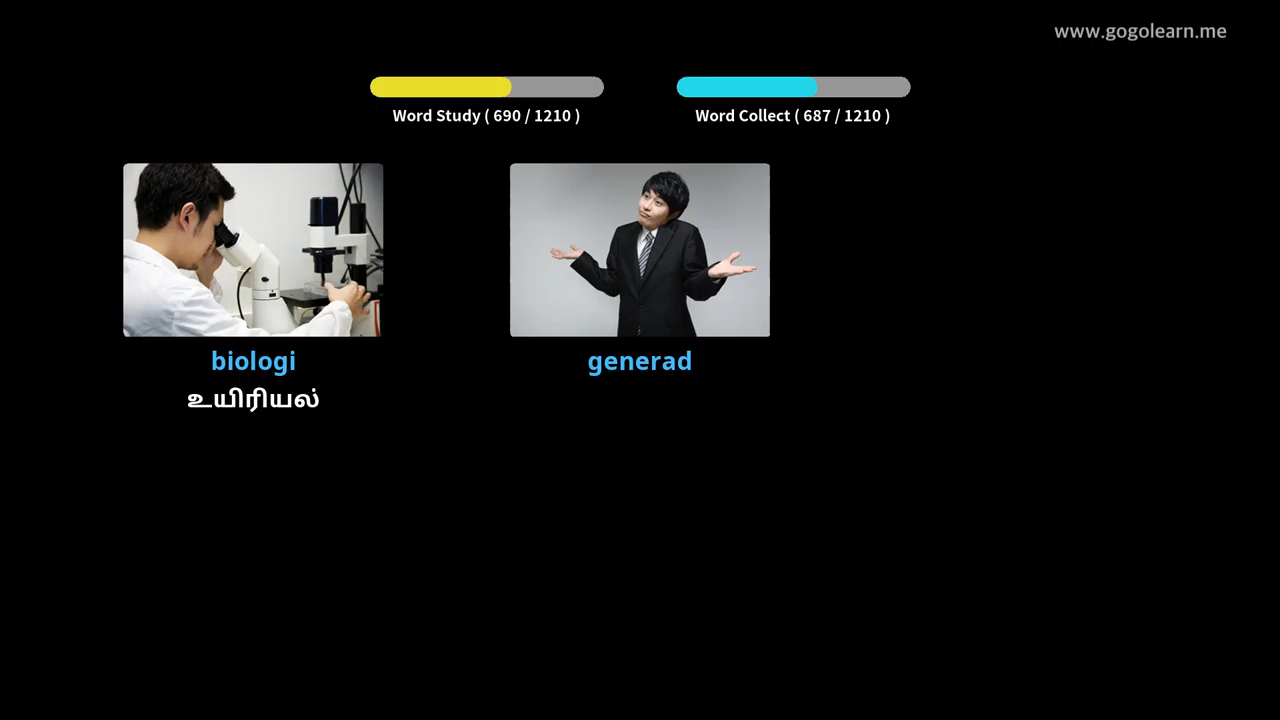 www.gogolearn.me
Word Study ( 690 / 1210 )
Word Collect ( 687 / 1210 )
biologi
generad
உயிரியல்